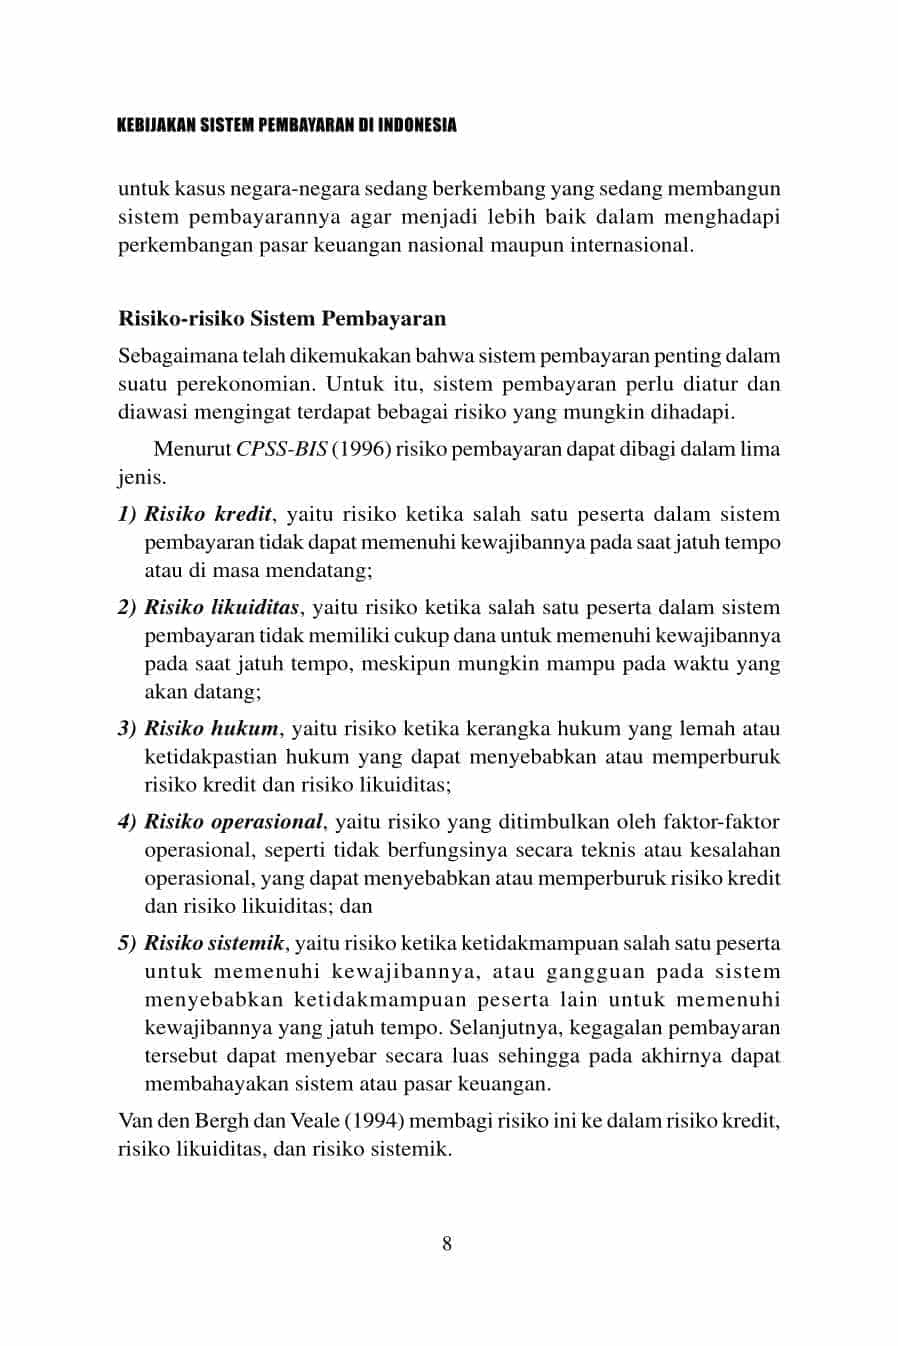 KEBIJAKAN SISTEM PEMBAYARAN DI INDONESIA
untuk kasus negara-negara sedang berkembang yang sedang membangun
sistem pembayarannya agar menjadi lebih baik dalam menghadapi
perkembangan pasar keuangan nasional maupun internasional.
Risiko-risiko Sistem Pembayaran
Sebagaimana telah dikemukakan bahwa sistem pembayaran penting dalam
suatu perekonomian. Untuk itu, sistem pembayaran perlu diatur dan
diawasi mengingat terdapat bebagai risiko yang mungkin dihadapi.
Menurut CPSS-BIS (1996) risiko pembayaran dapat dibagi dalam lima
jenis.
1) Risiko kredit, yaitu risiko ketika salah satu peserta dalam sistem
pembayaran tidak dapat memenuhi kewajibannya pada saat jatuh tempo
atau di masa mendatang;
2) Risiko likuiditas, yaitu risiko ketika salah satu peserta dalam sistem
pembayaran tidak memiliki cukup dana untuk memenuhi kewajibannya
pada saat jatuh tempo, meskipun mungkin mampu pada waktu yang
akan datang;
3) Risiko hukum, yaitu risiko ketika kerangka hukum yang lemah atau
ketidakpastian hukum yang dapat menyebabkan atau memperburuk
risiko kredit dan risiko likuiditas;
4) Risiko operasional, yaitu risiko yang ditimbulkan oleh faktor-faktor
operasional, seperti tidak berfungsinya secara teknis atau kesalahan
operasional, yang dapat menyebabkan atau memperburuk risiko kredit
dan risiko likuiditas; dan
5) Risiko sistemik, yaitu risiko ketika ketidakmampuan salah satu peserta
untuk memenuhi kewajibannya, atau gangguan pada sistem
menyebabkan ketidakmampuan peserta lain untuk memenuhi
kewajibannya yang jatuh tempo. Selanjutnya, kegagalan pembayaran
tersebut dapat menyebar secara luas sehingga pada akhirnya dapat
membahayakan sistem atau pasar keuangan.
Van den Bergh dan Veale (1994) membagi risiko ini ke dalam risiko kredit,
risiko likuiditas, dan risiko sistemik.
8